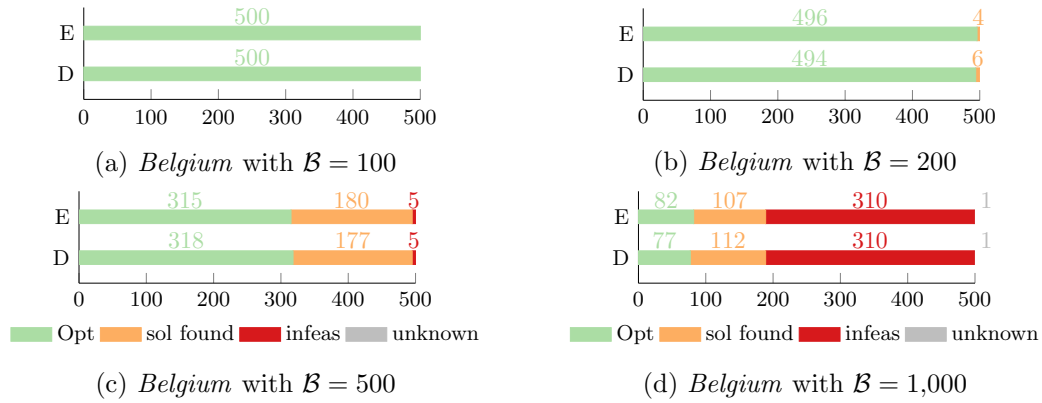 500
E
500
D
0 100 200 300 400 500
(a) Belgium with ℬ = 100
496 4
E
494 6
D
0 100 200 300 400 500
(b) Belgium with ℬ = 200
315 180 5
E
318 177 5
D
0 100 200 300 400 500
Opt sol found infeas unknown
(c) Belgium with ℬ = 500
82 107 310 1
E
77 112 310 1
D
0 100 200 300 400 500
Opt sol found infeas unknown
(d) Belgium with ℬ = 1,000